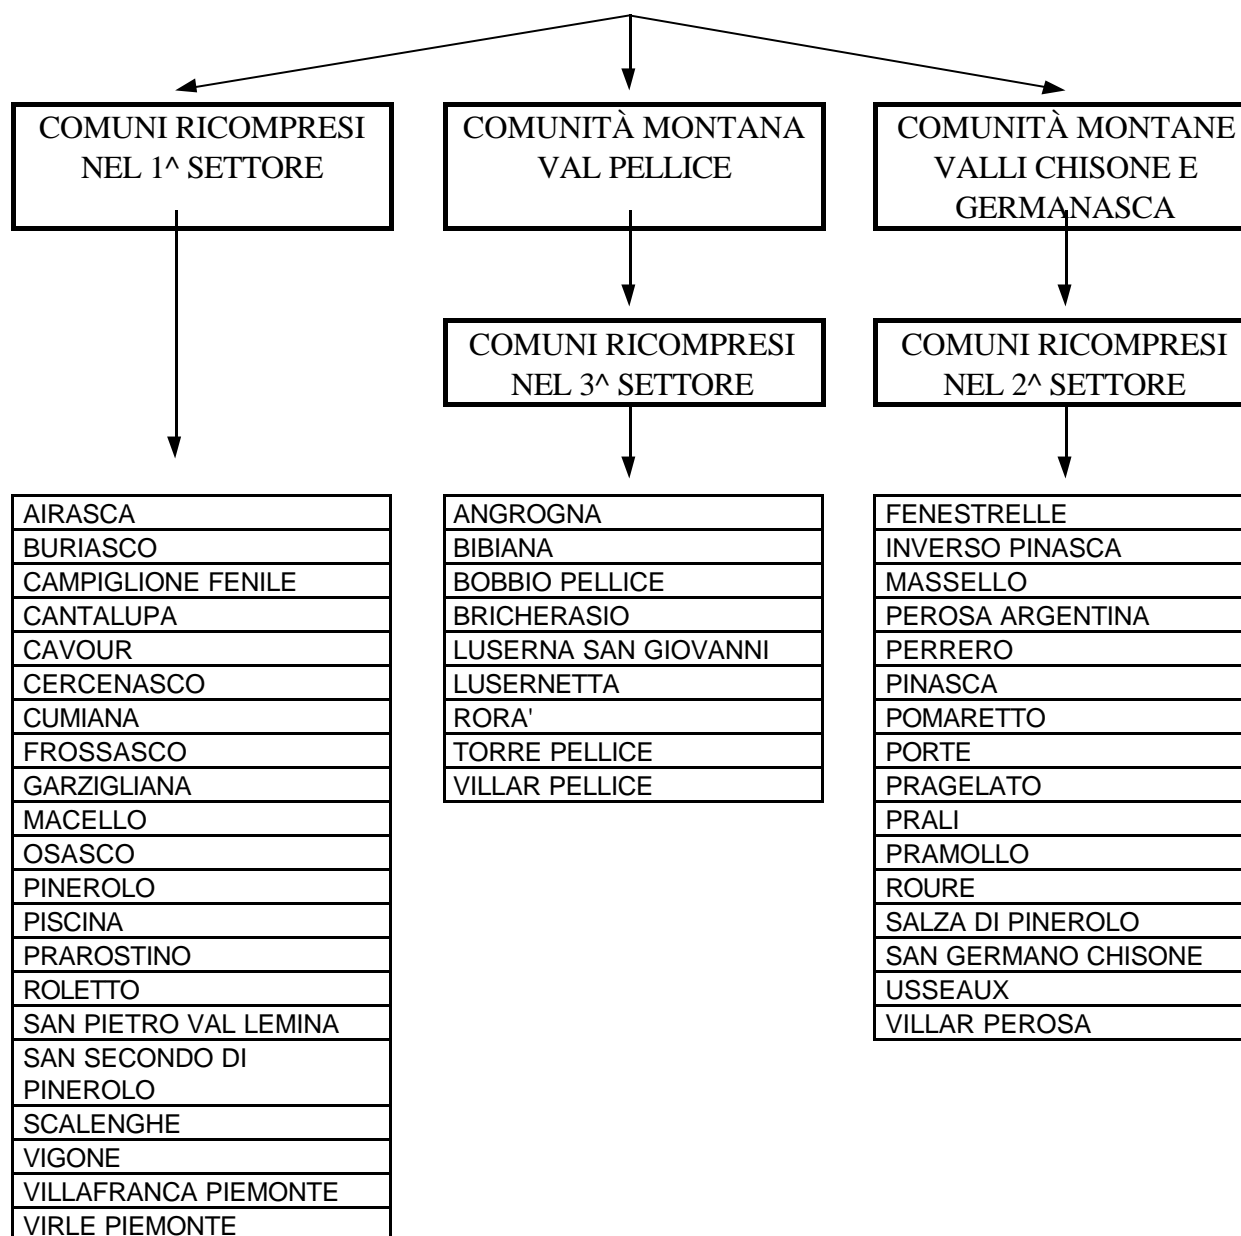 COMUNI RICOMPRESI
NEL 1^ SETTORE
COMUNITÀ MONTANA
VAL PELLICE
COMUNITÀ MONTANE
VALLI CHISONE E
GERMANASCA
COMUNI RICOMPRESI
NEL 3^ SETTORE
COMUNI RICOMPRESI
NEL 2^ SETTORE
AIRASCA
BURIASCO
CAMPIGLIONE FENILE
CANTALUPA
CAVOUR
CERCENASCO
CUMIANA
FROSSASCO
GARZIGLIANA
MACELLO
OSASCO
PINEROLO
PISCINA
PRAROSTINO
ROLETTO
SAN PIETRO VAL LEMINA
SAN SECONDO DI
PINEROLO
SCALENGHE
VIGONE
VILLAFRANCA PIEMONTE
VIRLE PIEMONTE
ANGROGNA
BIBIANA
BOBBIO PELLICE
BRICHERASIO
LUSERNA SAN GIOVANNI
LUSERNETTA
RORA'
TORRE PELLICE
VILLAR PELLICE
FENESTRELLE
INVERSO PINASCA
MASSELLO
PEROSA ARGENTINA
PERRERO
PINASCA
POMARETTO
PORTE
PRAGELATO
PRALI
PRAMOLLO
ROURE
SALZA DI PINEROLO
SAN GERMANO CHISONE
USSEAUX
VILLAR PEROSA